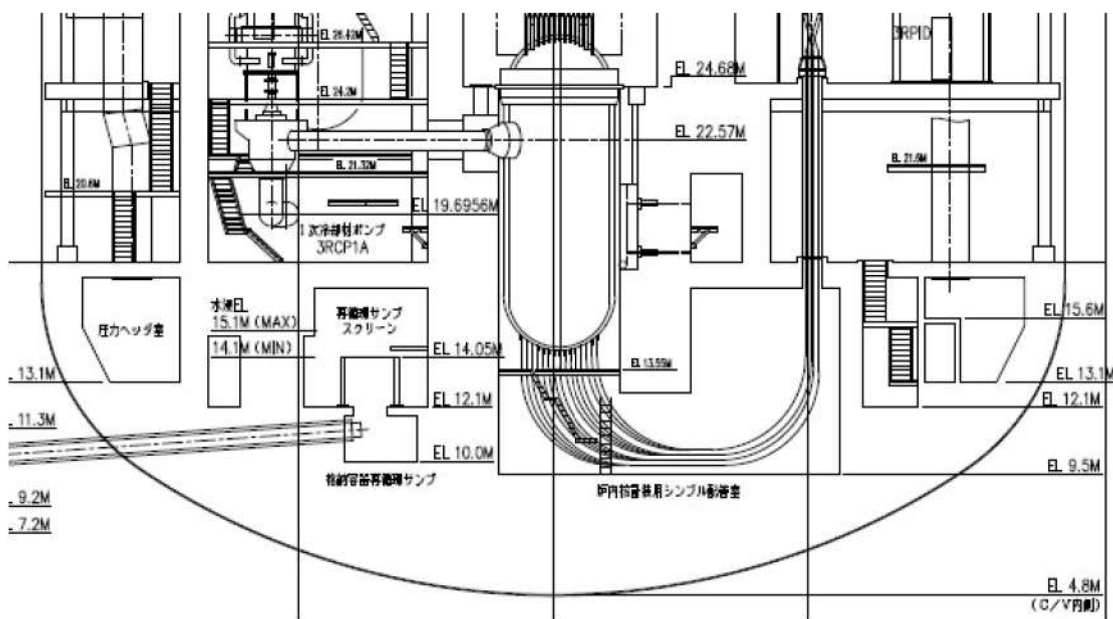 EL 26.42M
3RPID
EL 24.68M
EL 24.2M
EL 22.57M
EL 21.32M
EL 21.6M
EL 20.6M
EL 19.6956M
1次冷却材ポンプ
3RCP1A
水源EL
15.1M (MAX)
14.1M (MIN)
再循環サンプ
スクリーン
圧力ヘッダ室
EL 15.6M
EL 14.05M
EL 13.55M
L 13.1M
EL 13.1M
EL 12.1M
EL 12.1M
L 11.3M
EL 10.0M
EL 9.5M
格納容器再循環サンプ
炉内計装用シンブル配管室
L 9.2M
L 7.2M
EL 4.8M
(C/V内側)